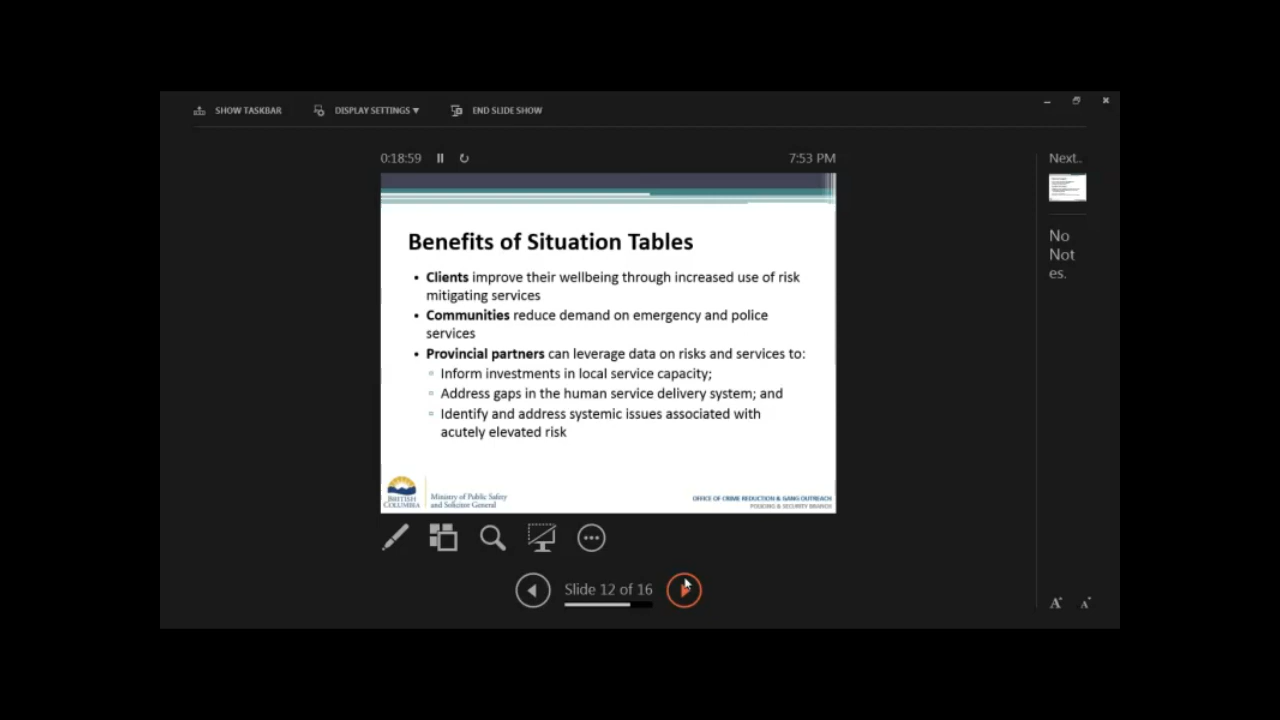 SHOW TASKBAR
DISPLAY SETTINGS ▼
END SLIDE SHOW
0:18:59
7:53 PM
Next..
Benefits of Situation Tables
• Clients improve their wellbeing through increased use of risk
mitigating services
• Communities reduce demand on emergency and police
services
• Provincial partners can leverage data on risks and services to:
▫ Inform investments in local service capacity;
▫ Address gaps in the human service delivery system; and
▫ Identify and address systemic issues associated with
acutely elevated risk
BRITISH
COLUMBIA
Ministry of Public Safety
and Solicitor General
OFFICE OF CRIME REDUCTION & GANG OUTREACH
POLICING & SECURITY BRANCH
No
Not
es.
Slide 12 of 16
A
A